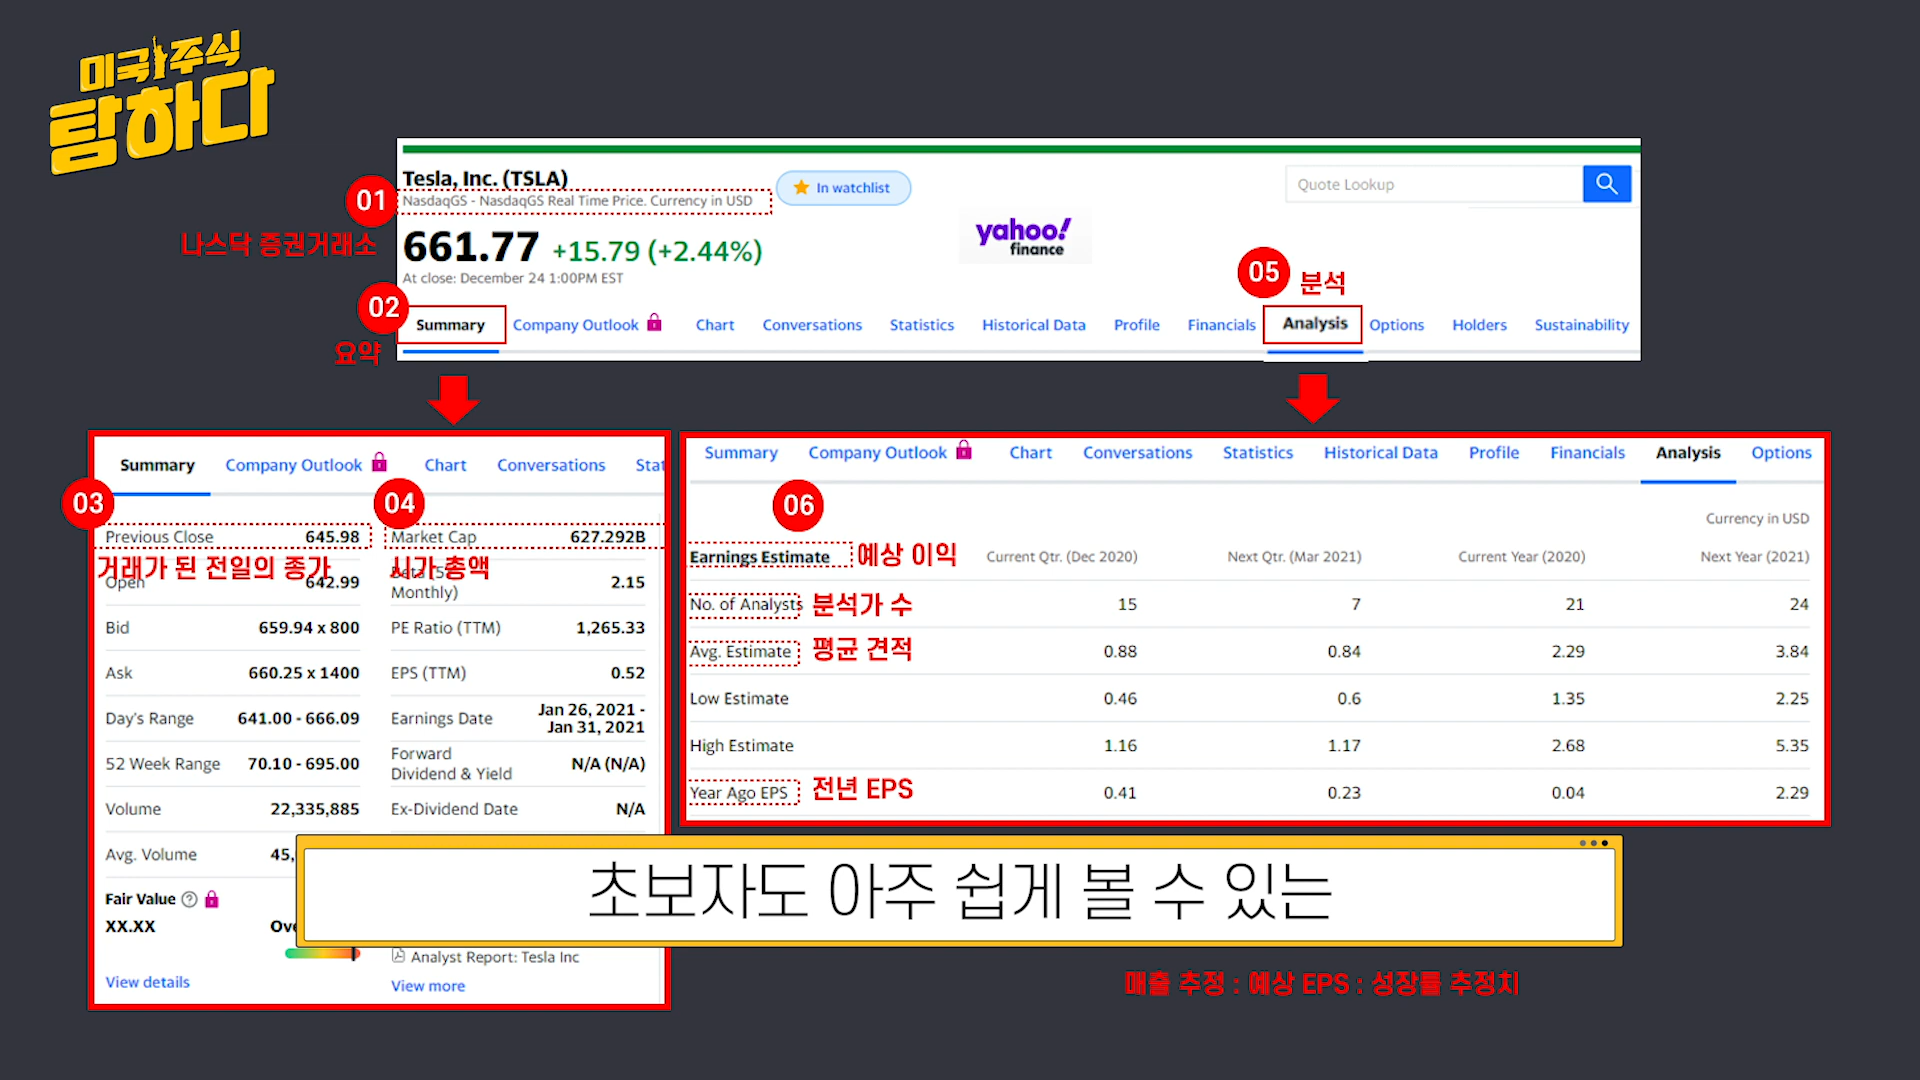 미국주식
탐하다
Tesla, Inc. (TSLA)
01
NasdaqGS - NasdaqGS Real Time Price. Currency in USD
In watchlist
Quote Lookup
나스닥 증권거래소
661.77 +15.79 (+2.44%)
At close: December 24 1:00PM EST
yahoo!
finance
05 분석
02
요약
Summary Company Outlook Chart Conversations Statistics Historical Data Profile Financials Analysis Options Holders Sustainability
Summary Company Outlook Chart Conversations Stat
03
04
Previous Close 645.98
거래가 된 전일의 종가
Open 642.99
Bid 659.94 x 800
Ask 660.25 x 1400
Day's Range 641.00 - 666.09
52 Week Range 70.10 - 695.00
Volume 22,335,885
Avg. Volume 45,
Fair Value
XX.XX Ove
View details
Market Cap 627.292B
시가 총액
Monthly) 2.15
PE Ratio (TTM) 1,265.33
EPS (TTM) 0.52
Earnings Date Jan 26, 2021 -
Jan 31, 2021
Forward
Dividend & Yield N/A (N/A)
Ex-Dividend Date N/A
Analyst Report: Tesla Inc
View more
Summary Company Outlook Chart Conversations Statistics Historical Data Profile Financials Analysis Options
06
Currency in USD
Earnings Estimate 예상 이익 Current Qtr. (Dec 2020) Next Qtr. (Mar 2021) Current Year (2020) Next Year (2021)
No. of Analysts 분석가 수 15 7 21 24
Avg. Estimate 평균 견적 0.88 0.84 2.29 3.84
Low Estimate 0.46 0.6 1.35 2.25
High Estimate 1.16 1.17 2.68 5.35
Year Ago EPS 전년 EPS 0.41 0.23 0.04 2.29
초보자도 아주 쉽게 볼 수 있는
매출 추정 : 예상 EPS : 성장률 추정치